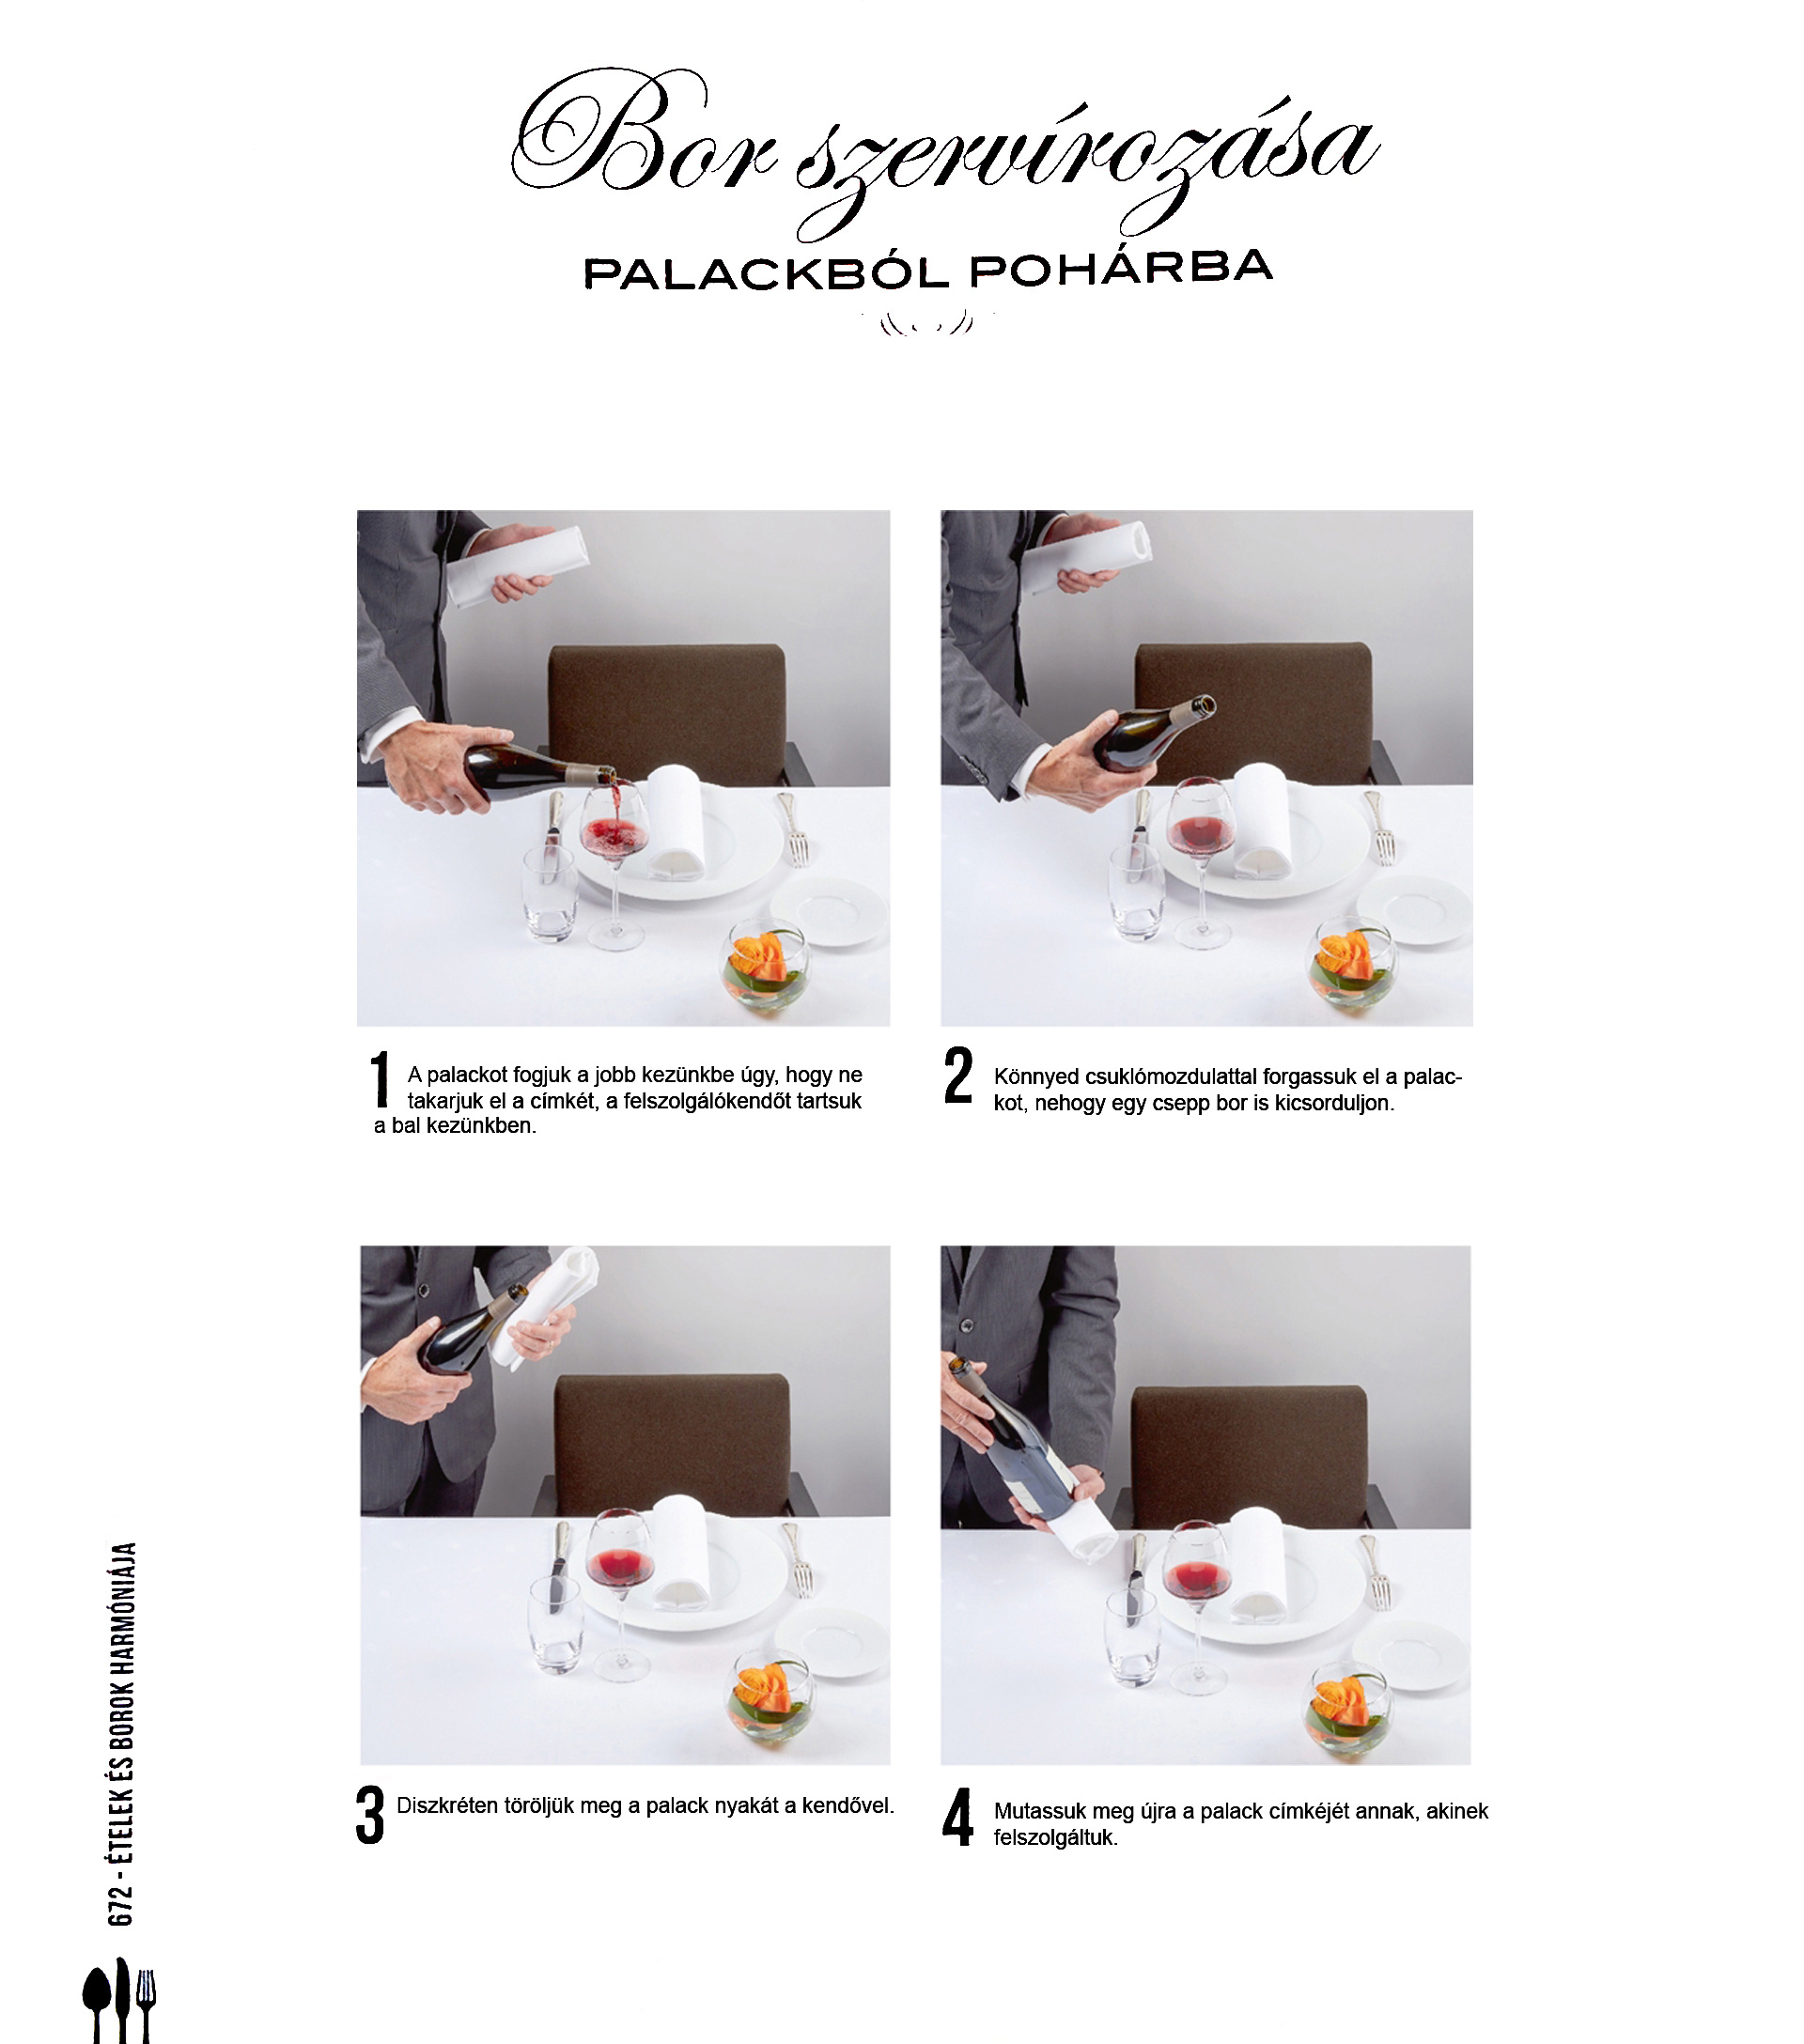 Bor szervírozása
PALACKBÓL POHÁRBA
1 A palackot fogjuk a jobb kezünkbe úgy, hogy ne
takarjuk el a címkét, a felszolgálókendőt tartsuk
a bal kezünkben.
2 Könnyed csuklómozdulattal forgassuk el a palac-
kot, nehogy egy csepp bor is kicsorduljon.
3 Diszkréten töröljük meg a palack nyakát a kendővel.
4 Mutassuk meg újra a palack címkéjét annak, akinek
felszolgáltuk.
672 - ÉTELEK ÉS BOROK HARMÓNIÁJA